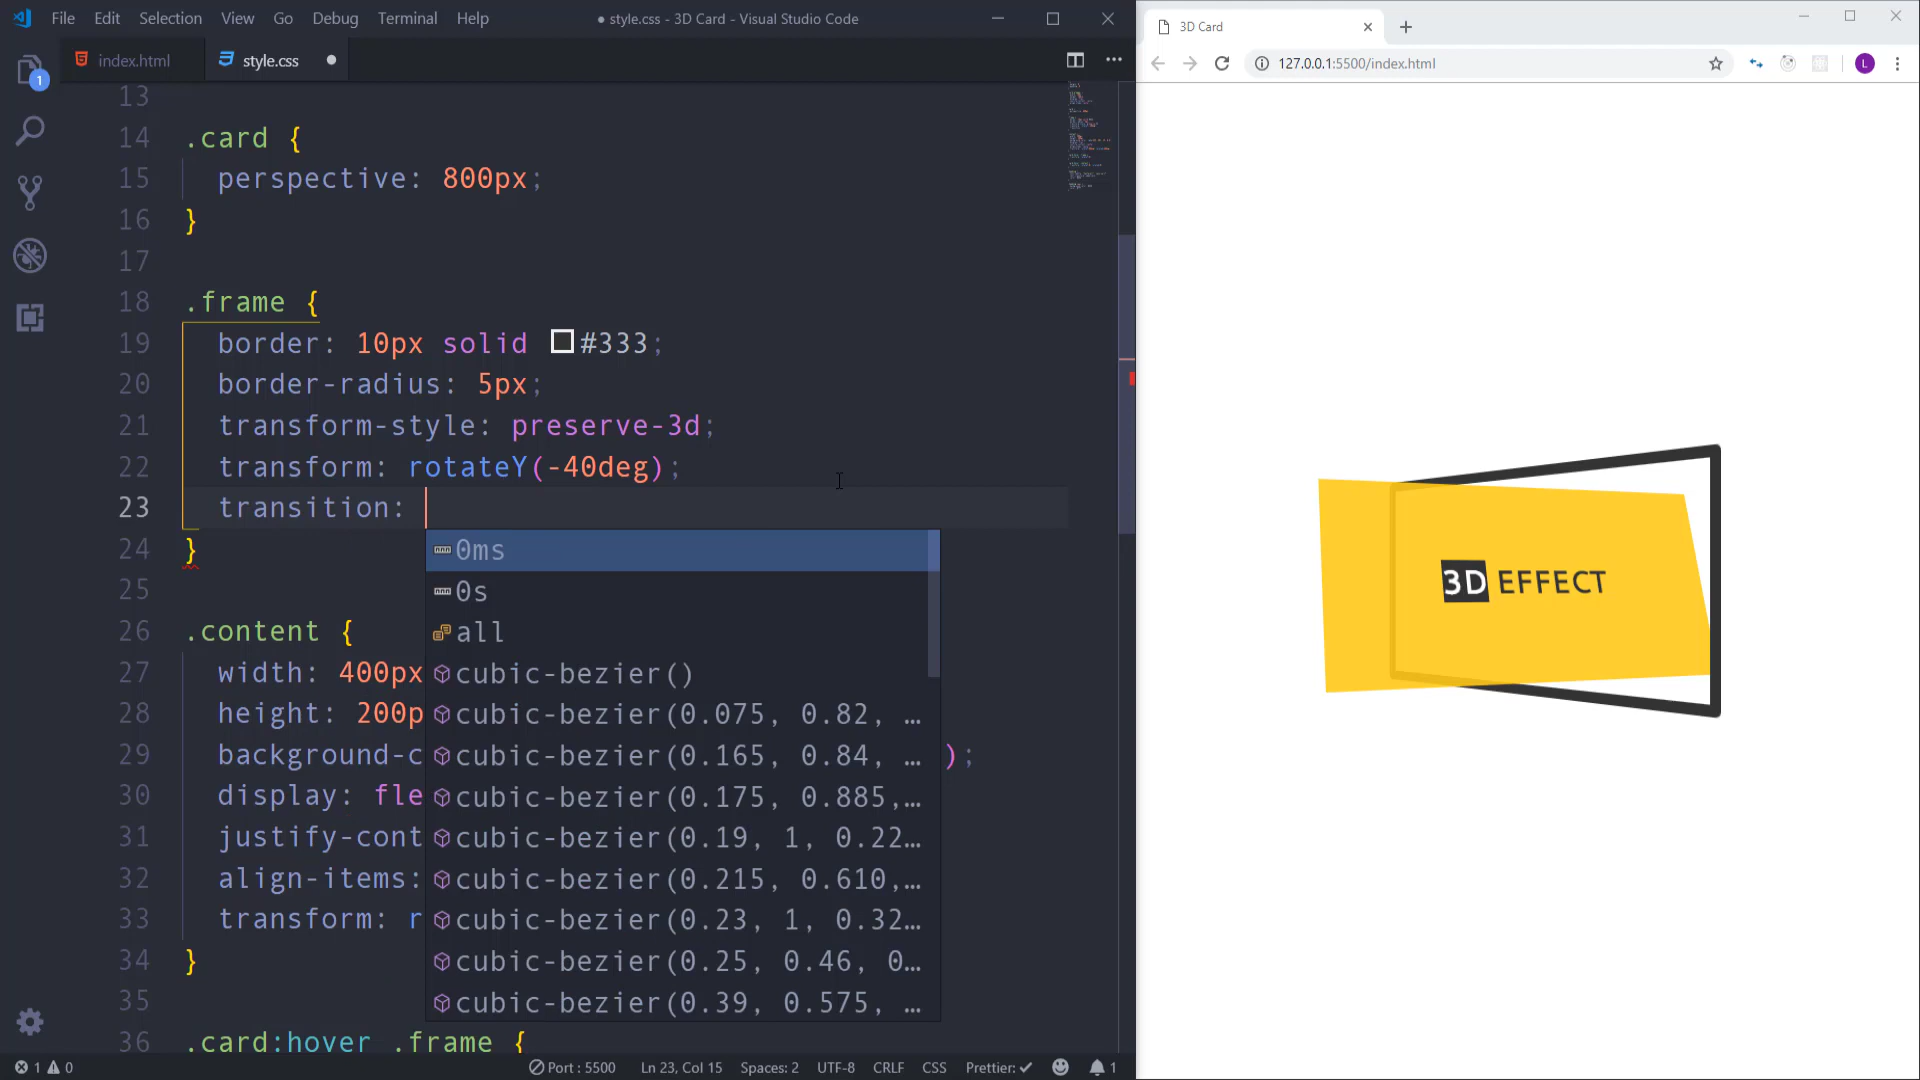 File Edit Selection View Go Debug Terminal Help
● style.css - 3D Card - Visual Studio Code
index.html
style.css ●
1
13
14 .card {
15 perspective: 800px;
16 }
17
18 .frame {
19 border: 10px solid #333;
20 border-radius: 5px;
21 transform-style: preserve-3d;
22 transform: rotateY(-40deg);
23 transition:
24 }
25
26 .content {
27 width: 400px
28 height: 200p
29 background-c );
30 display: fle
31 justify-cont
32 align-items:
33 transform: r
34 }
35
36 .card:hover .frame {
0ms
0s
all
cubic-bezier()
cubic-bezier(0.075, 0.82, …
cubic-bezier(0.165, 0.84, …
cubic-bezier(0.175, 0.885,…
cubic-bezier(0.19, 1, 0.22…
cubic-bezier(0.215, 0.610,…
cubic-bezier(0.23, 1, 0.32…
cubic-bezier(0.25, 0.46, 0…
cubic-bezier(0.39, 0.575, …
1 0 Port : 5500 Ln 23, Col 15 Spaces: 2 UTF-8 CRLF CSS Prettier: ✓ 1
3D Card
127.0.0.1:5500/index.html
L
3D EFFECT